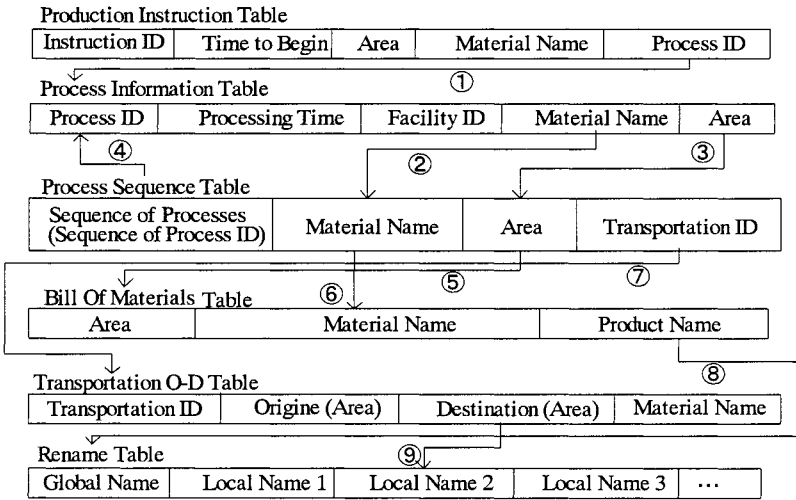 Production Instruction Table
Instruction ID Time to Begin Area Material Name Process ID
①
Process Information Table
Process ID Processing Time Facility ID Material Name Area
④ ② ③
Process Sequence Table
Sequence of Processes
(Sequence of Process ID) Material Name Area Transportation ID
⑥ ⑤ ⑦
Bill Of Materials Table
Area Material Name Product Name
⑧
Transportation O-D Table
Transportation ID Origine (Area) Destination (Area) Material Name
Rename Table ⑨
Global Name Local Name 1 Local Name 2 Local Name 3 ...